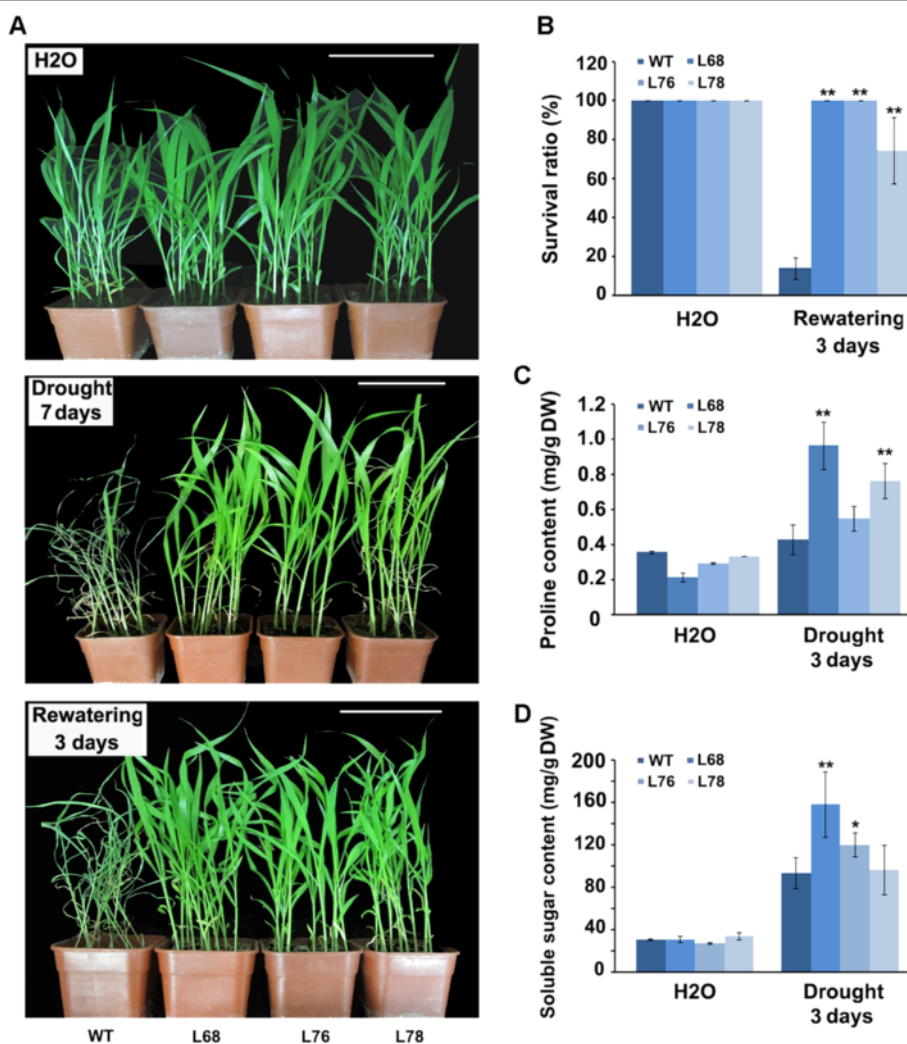 A
H2O
Drought
7 days
Rewatering
3 days
WT L68 L76 L78
B
Survival ratio (%)
120
100
80
60
40
20
0
WT L68
L76 L78
** ** **
H2O Rewatering
3 days
C
Proline content (mg/g DW)
1.2
1.0
0.8
0.6
0.4
0.2
0
WT L68
L76 L78
** **
H2O Drought
3 days
D
Soluble sugar content (mg/gDW)
200
160
120
80
40
0
WT L68
L76 L78
** *
H2O Drought
3 days